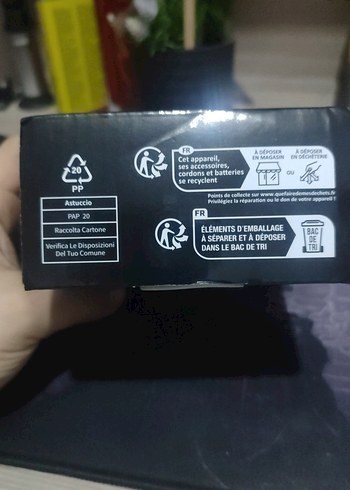 20
PP
Astuccio
PAP 20
Raccolta Cartone
Verifica Le Disposizioni
Del Tuo Comune
FR
Cet appareil,
ses accessoires,
cordons et batteries
se recyclent
À DÉPOSER
EN MAGASIN
OU
À DÉPOSER
EN DÉCHÈTERIE
Points de collecte sur www.quefairedemesdechets.fr
Privilégiez la réparation ou le don de votre appareil !
FR
ÉLÉMENTS D'EMBALLAGE
À SÉPARER ET À DÉPOSER
DANS LE BAC DE TRI
BAC
DE
TRI